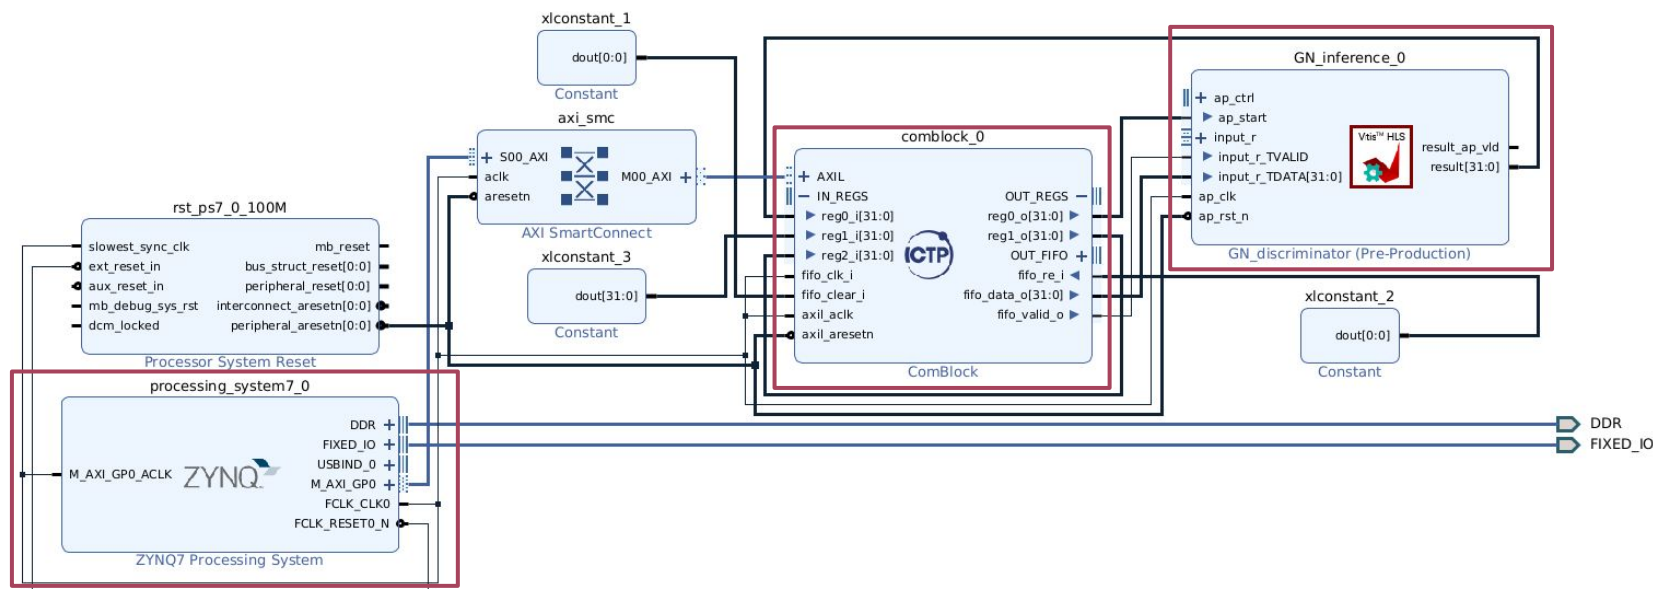 xlconstant_1
dout[0:0]
Constant
axi_smc
S00_AXI
aclk
aresetn
M00_AXI
AXI SmartConnect
xlconstant_3
dout[31:0]
Constant
rst_ps7_0_100M
slowest_sync_clk
ext_reset_in
aux_reset_in
mb_debug_sys_rst
dcm_locked
mb_reset
bus_struct_reset[0:0]
peripheral_reset[0:0]
interconnect_aresetn[0:0]
peripheral_aresetn[0:0]
Processor System Reset
processing_system7_0
M_AXI_GP0_ACLK
ZYNQ
DDR
FIXED_IO
USBIND_0
M_AXI_GP0
FCLK_CLK0
FCLK_RESET0_N
ZYNQ7 Processing System
comblock_0
AXIL
IN_REGS
reg0_i[31:0]
reg1_i[31:0]
reg2_i[31:0]
fifo_clk_i
fifo_clear_i
axil_aclk
axil_aresetn
ICTP
OUT_REGS
reg0_o[31:0]
reg1_o[31:0]
OUT_FIFO
fifo_re_i
fifo_data_o[31:0]
fifo_valid_o
ComBlock
GN_inference_0
ap_ctrl
ap_start
input_r
input_r_TVALID
input_r_TDATA[31:0]
ap_clk
ap_rst_n
Vitis™ HLS
result_ap_vld
result[31:0]
GN_discriminator (Pre-Production)
xlconstant_2
dout[0:0]
Constant
DDR
FIXED_IO